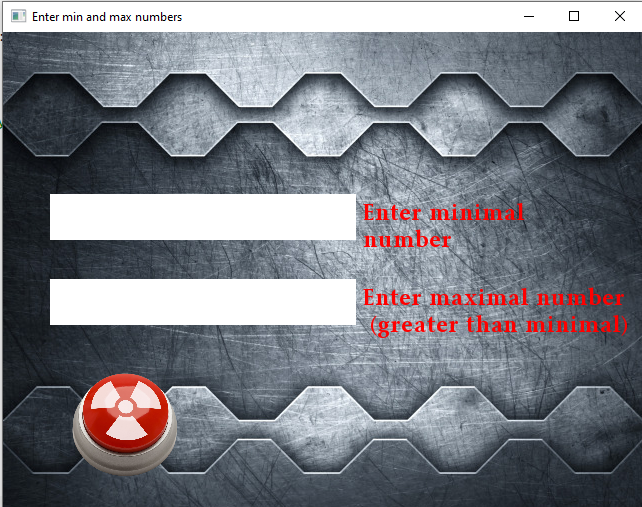 Enter min and max numbers
Enter minimal
number
Enter maximal number
(greater than minimal)